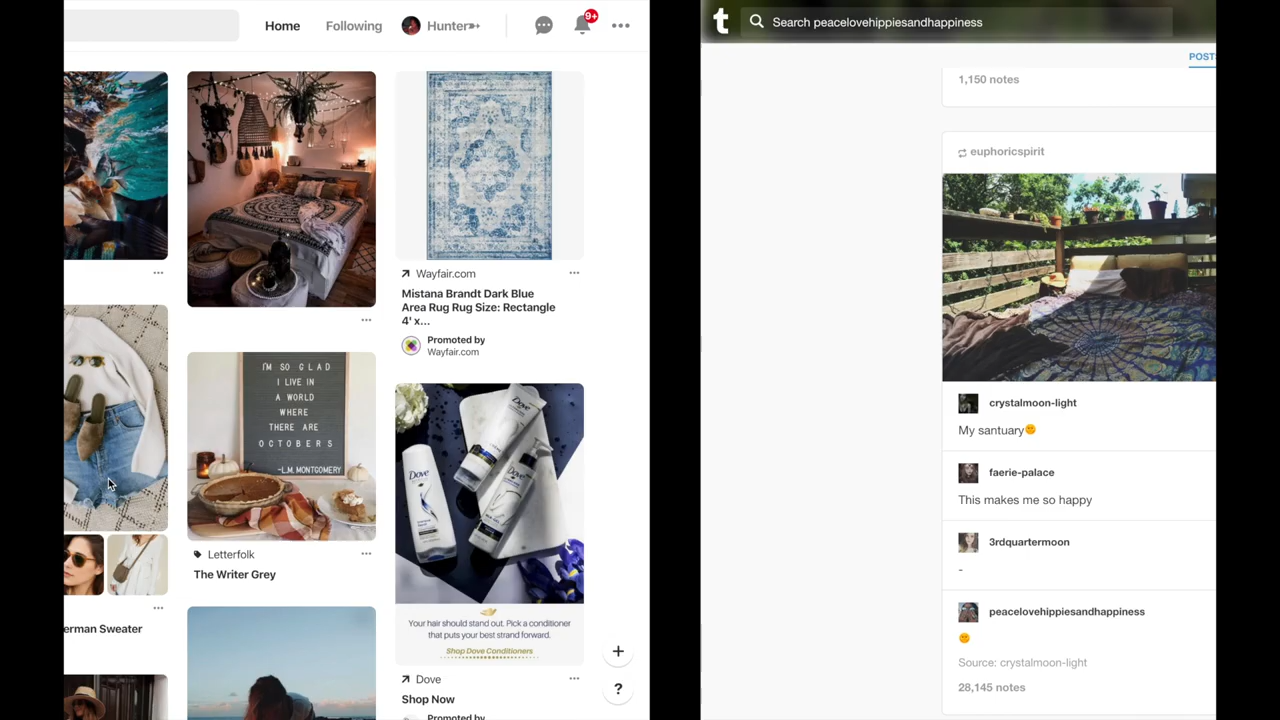 Home
Following
Hunter➳
9+
Wayfair.com
Mistana Brandt Dark Blue
Area Rug Rug Size: Rectangle
4' x...
Promoted by
Wayfair.com
I'M SO GLAD
I LIVE IN
A WORLD
WHERE
THERE ARE
OCTOBERS
-L.M. MONTGOMERY
Letterfolk
The Writer Grey
erman Sweater
Dove
Dove
Dove
Your hair should stand out. Pick a conditioner
that puts your best strand forward.
Shop Dove Conditioners
Dove
Shop Now
Promoted by
+
?
t
Search peacelovehippiesandhappiness
POSTS
1,150 notes
euphoricspirit
crystalmoon-light
My santuary
faerie-palace
This makes me so happy
3rdquartermoon
-
peacelovehippiesandhappiness
Source: crystalmoon-light
28,145 notes